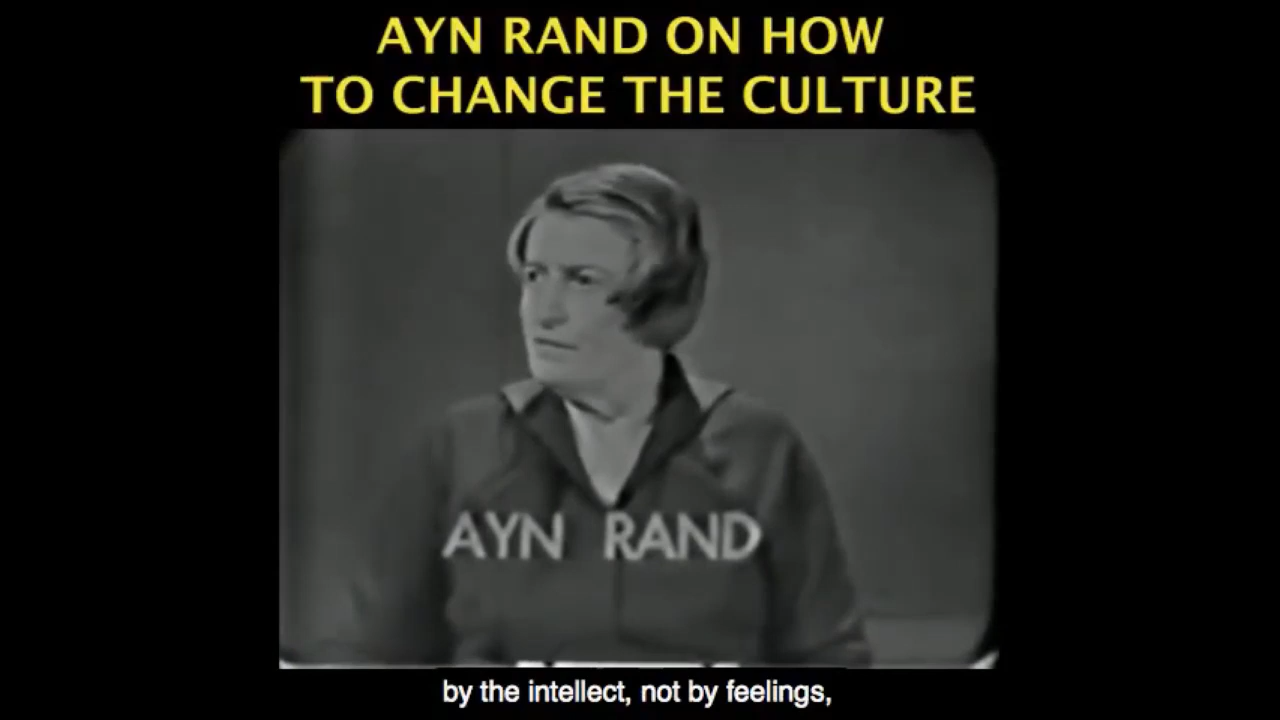 AYN RAND ON HOW
TO CHANGE THE CULTURE
AYN RAND
by the intellect, not by feelings,